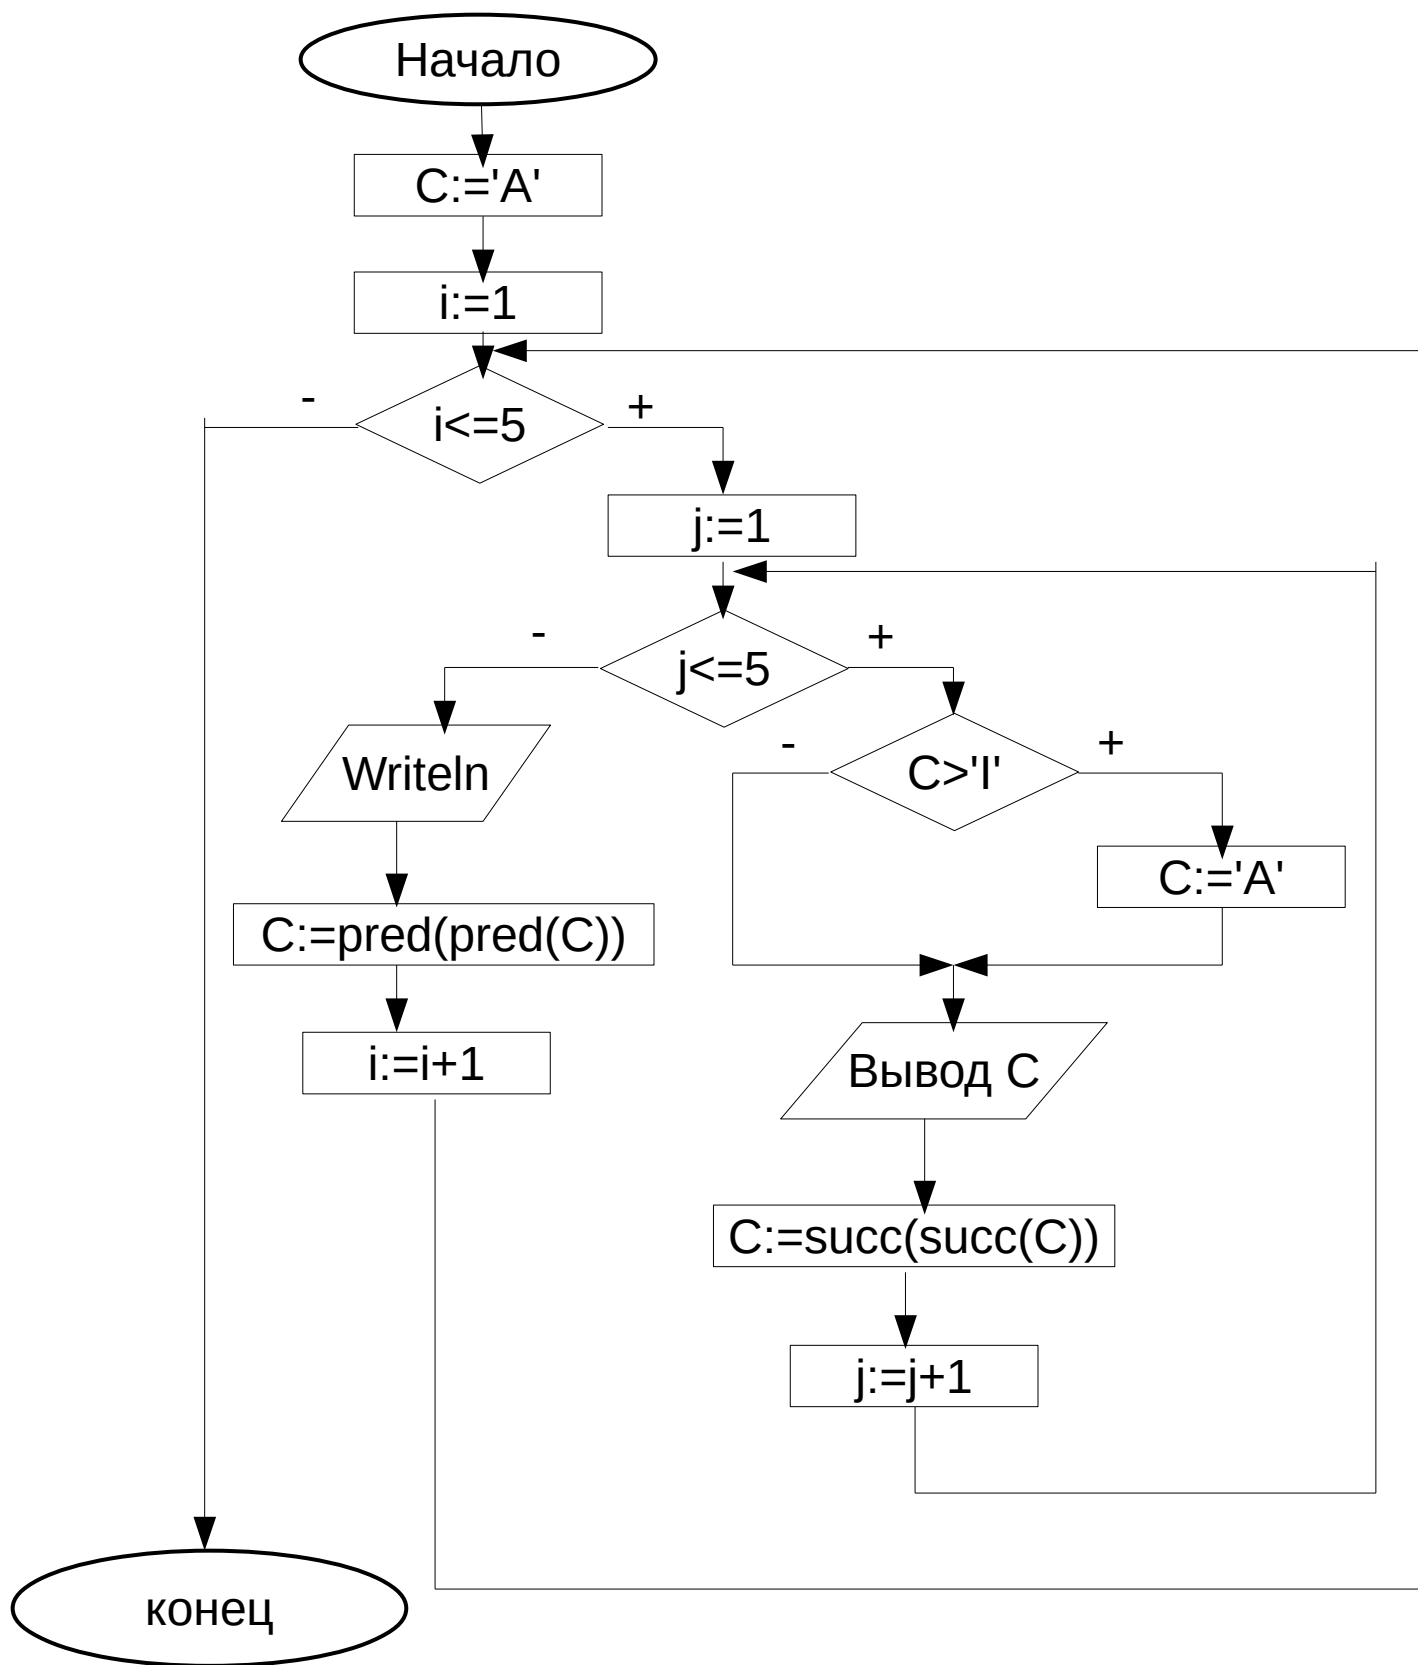 Начало
C:='A'
i:=1
-
i<=5
+
j:=1
-
j<=5
+
-
C>'I'
+
Writeln
C:='A'
C:=pred(pred(C))
i:=i+1
Вывод С
C:=succ(succ(C))
j:=j+1
конец